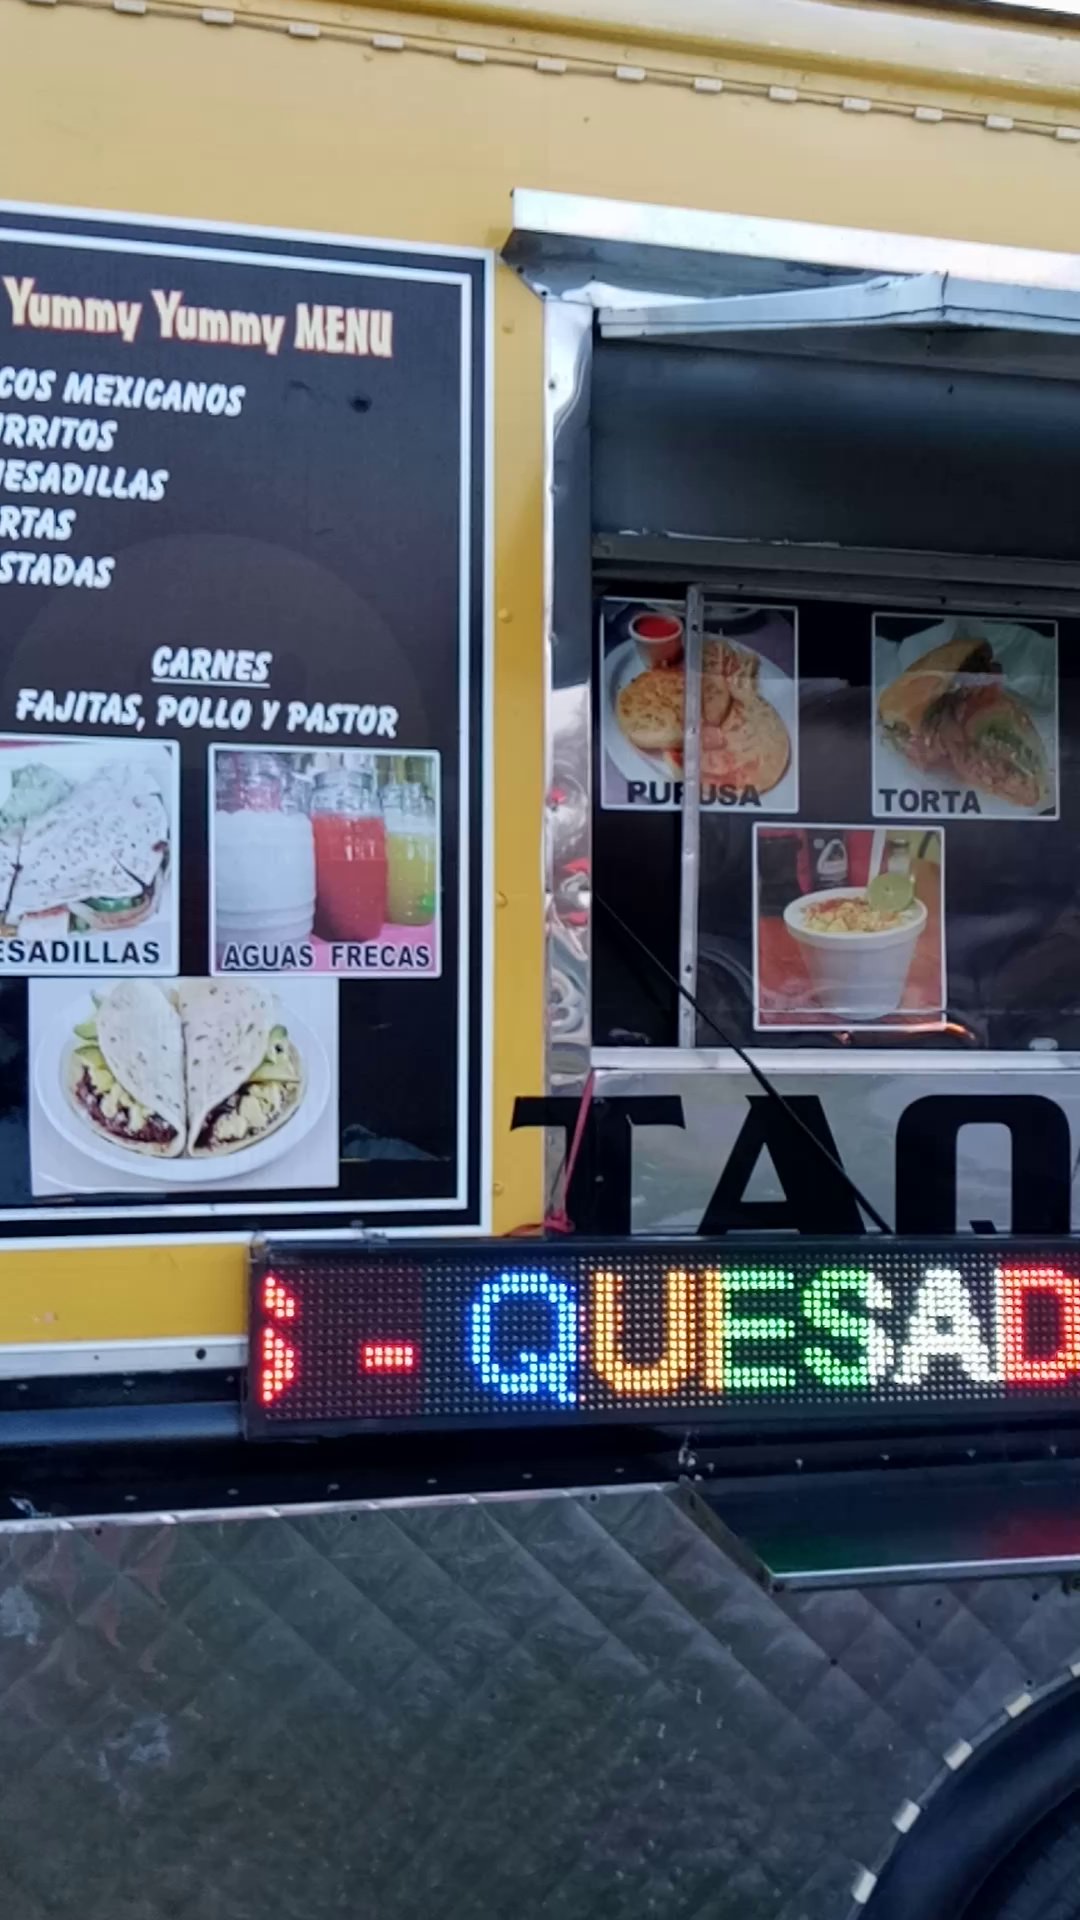 Yummy Yummy MENU
COS MEXICANOS
RRITOS
ESADILLAS
RTAS
STADAS
CARNES
FAJITAS, POLLO Y PASTOR
ESADILLAS
AGUAS FRECAS
PUPUSA
TORTA
TAQ
- QUESAD